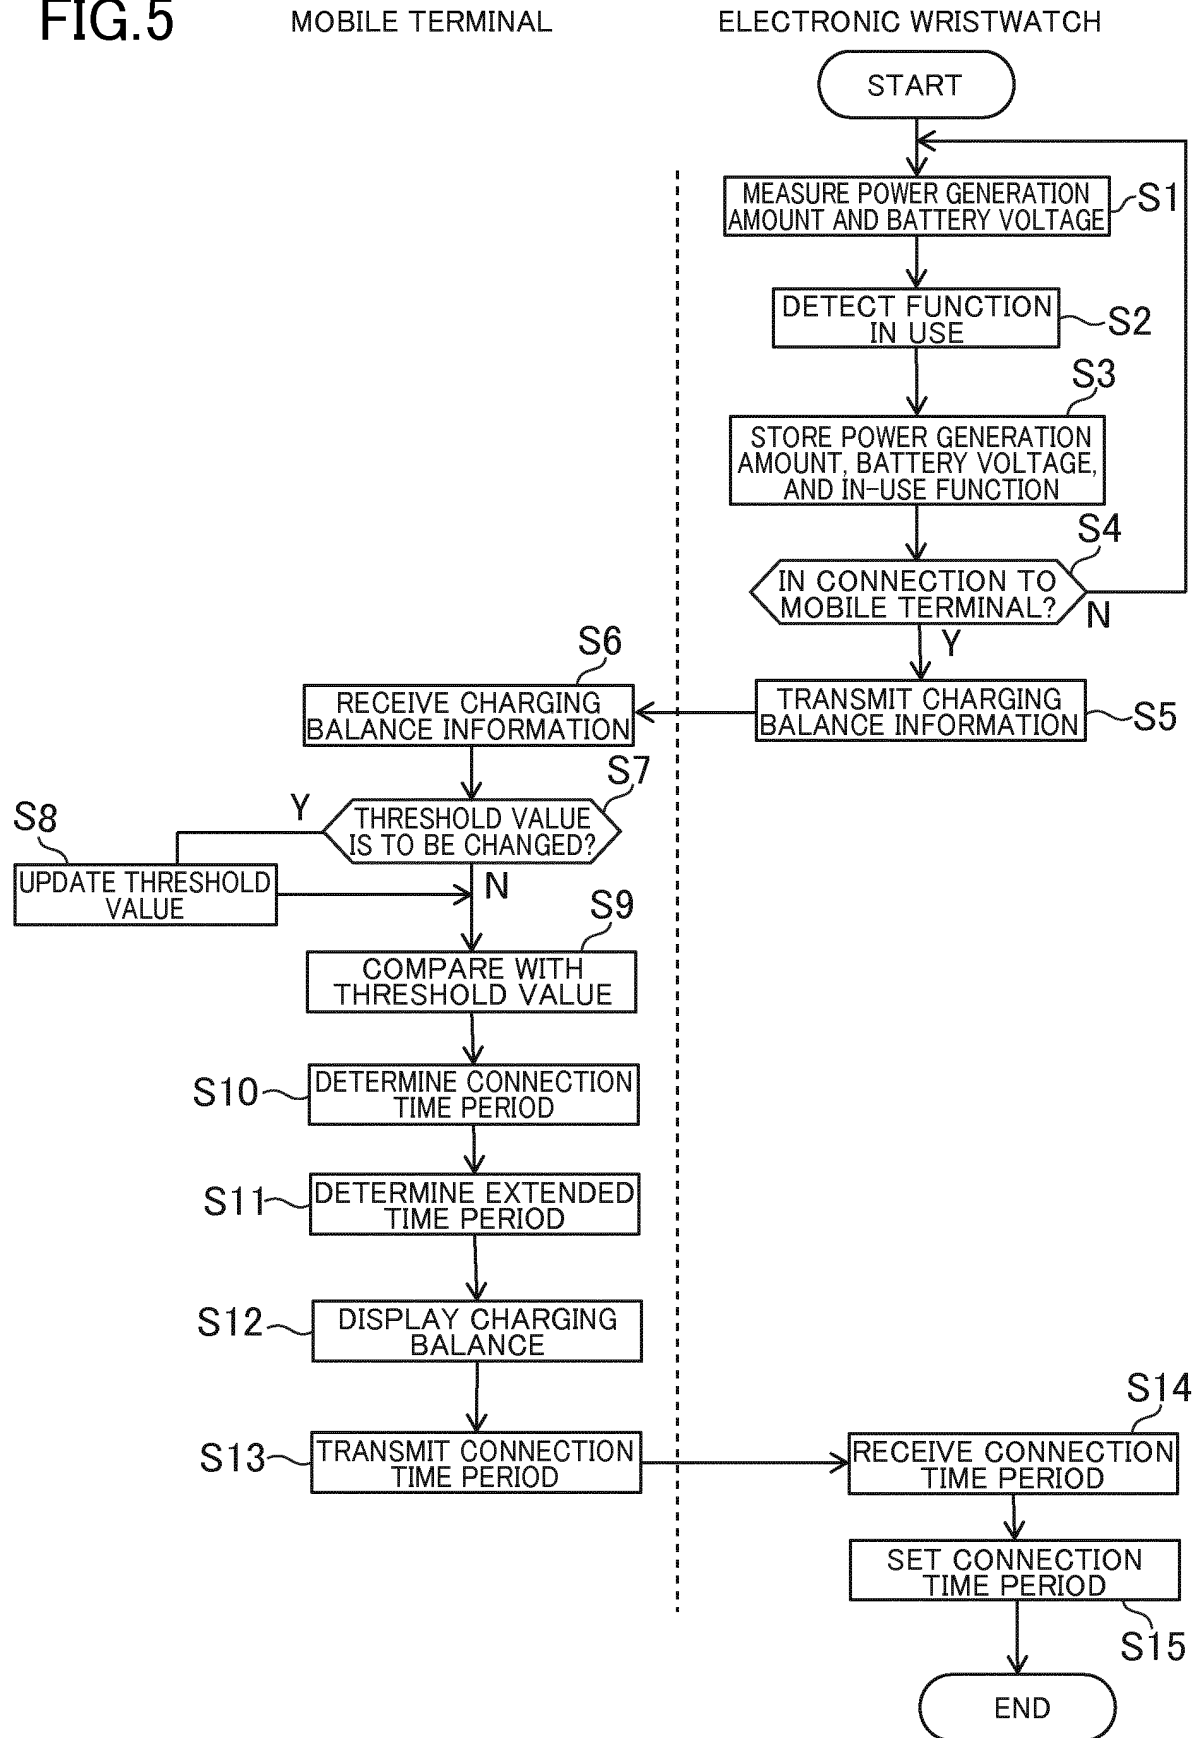 FIG.5
MOBILE TERMINAL
ELECTRONIC WRISTWATCH
START
MEASURE POWER GENERATION
AMOUNT AND BATTERY VOLTAGE
S1
DETECT FUNCTION
IN USE
S2
S3
STORE POWER GENERATION
AMOUNT, BATTERY VOLTAGE,
AND IN-USE FUNCTION
S4
IN CONNECTION TO
MOBILE TERMINAL?
N
Y
S6
RECEIVE CHARGING
BALANCE INFORMATION
TRANSMIT CHARGING
BALANCE INFORMATION
S5
S7
THRESHOLD VALUE
IS TO BE CHANGED?
Y
S8
UPDATE THRESHOLD
VALUE
N
S9
COMPARE WITH
THRESHOLD VALUE
S10
DETERMINE CONNECTION
TIME PERIOD
S11
DETERMINE EXTENDED
TIME PERIOD
S12
DISPLAY CHARGING
BALANCE
S13
TRANSMIT CONNECTION
TIME PERIOD
S14
RECEIVE CONNECTION
TIME PERIOD
SET CONNECTION
TIME PERIOD
S15
END